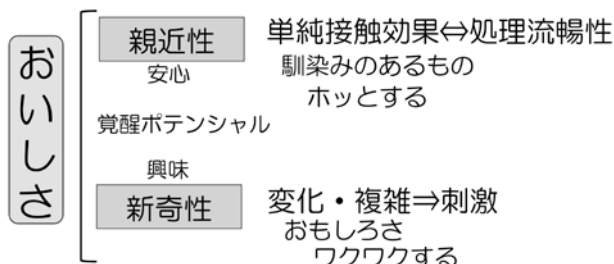 おいしさ
親近性
安心
単純接触効果⇔処理流暢性
馴染みのあるもの
ホッとする
覚醒ポテンシャル
興味
新奇性
変化・複雑⇒刺激
おもしろさ
ワクワクする